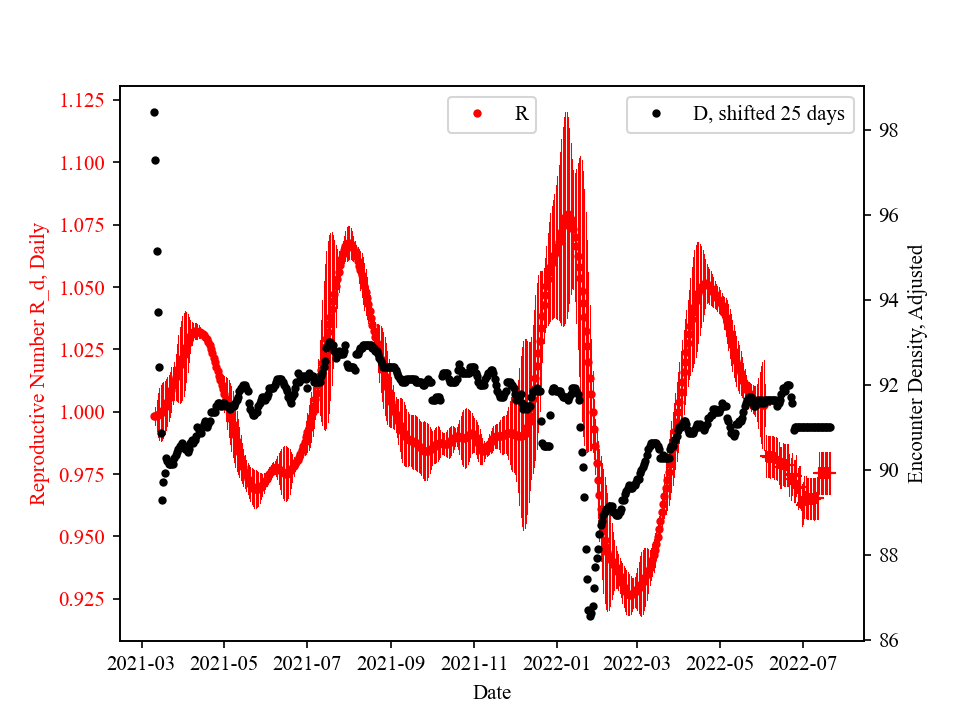 R
D, shifted 25 days
Reproductive Number R_d, Daily
1.125
1.100
1.075
1.050
1.025
1.000
0.975
0.950
0.925
98
96
94
92
90
88
86
Encounter Density, Adjusted
2021-03 2021-05 2021-07 2021-09 2021-11 2022-01 2022-03 2022-05 2022-07
Date